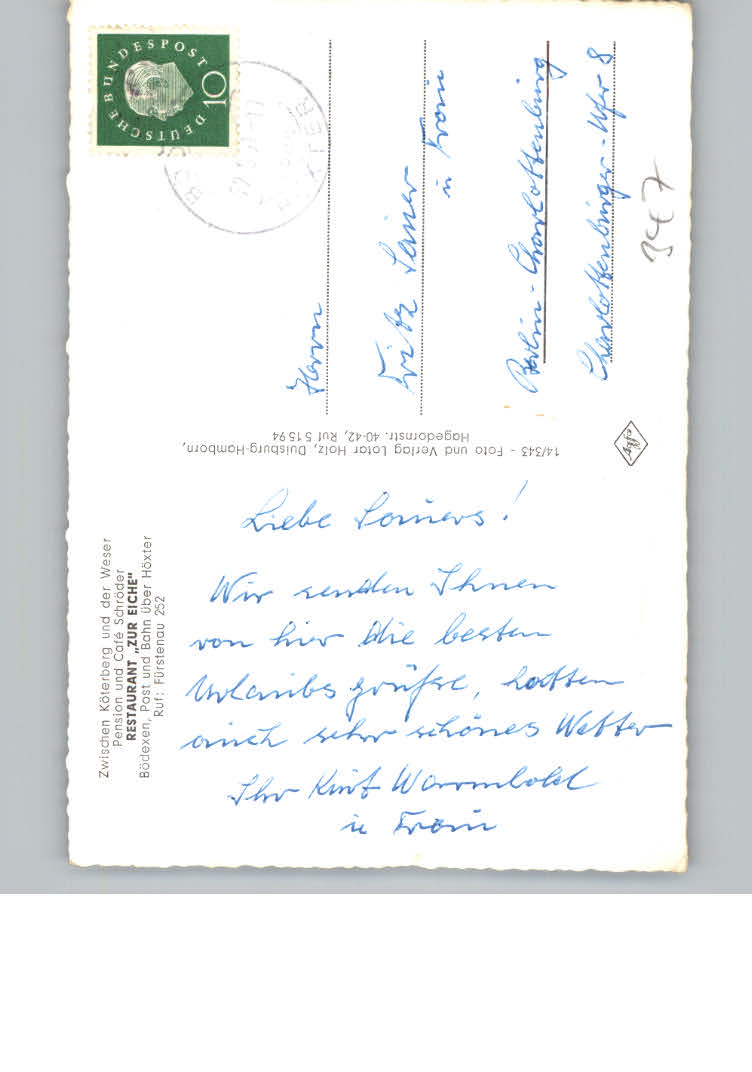 Zwischen Köterberg und der Weser
Pension und Café Schröder
RESTAURANT „ZUR EICHE"
Bödexen, Post und Bahn über Höxter
Ruf: Fürstenau 252
Liebe
Wir senden Ihnen
von hier die besten
Urlaubsgrüße, hatten
auch sehr schönes Wetter
Ihr Kurt Warmbold
u Frau
14/343 - Foto und Verlag Lotar Holz, Duisburg-Hamborn,
Hagedornstr. 40-42, Ruf 5 15 94
DEUTSCHE BUNDESPOST
10
Herrn
Fritz
u Frau
Berlin-Charlottenburg
Charlottenburger-Ufer 8